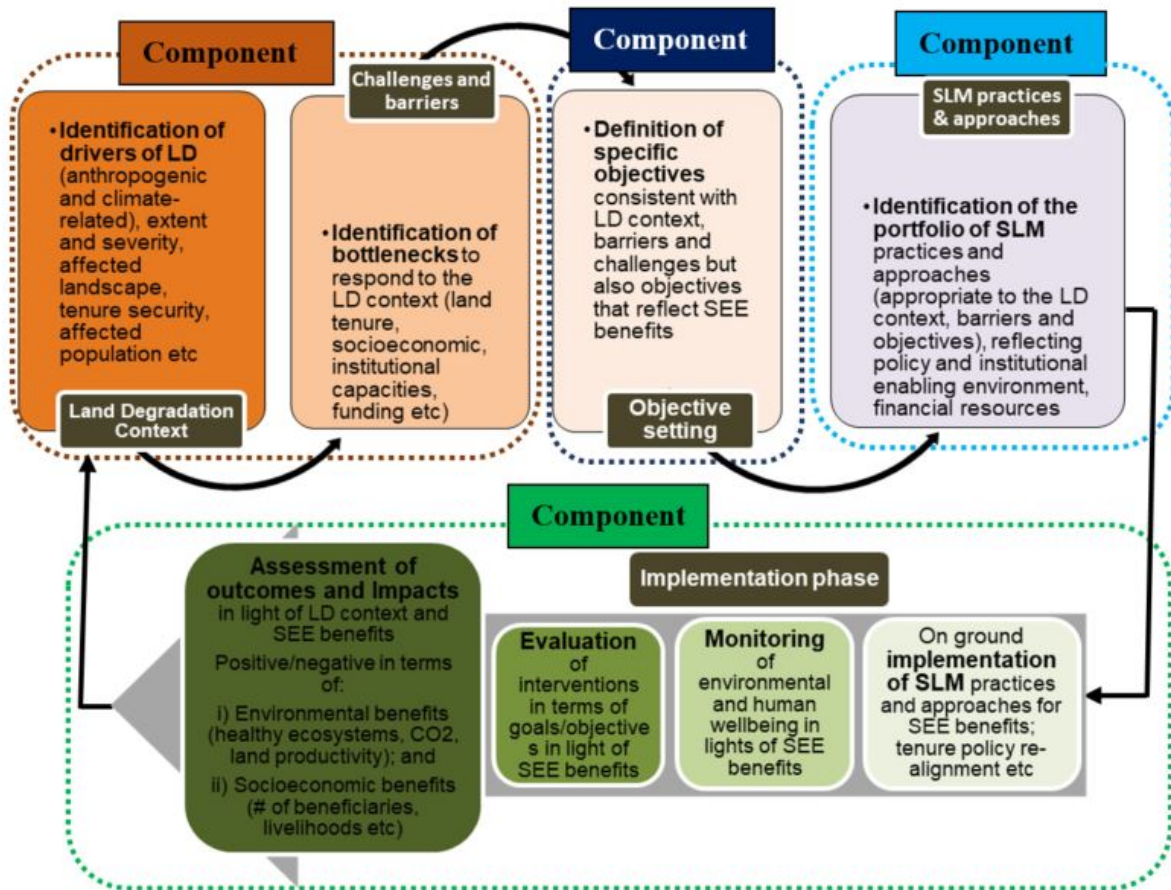 Component
Challenges and
barriers
•Identification of
drivers of LD
(anthropogenic
and climate-
related), extent
and severity,
affected
landscape,
tenure security,
affected
population etc
Land Degradation
Context
•Identification of
bottlenecks to
respond to the
LD context (land
tenure,
socioeconomic,
institutional
capacities,
funding etc)
Component
•Definition of
specific
objectives
consistent with
LD context,
barriers and
challenges but
also objectives
that reflect SEE
benefits
Objective
setting
Component
SLM practices
& approaches
•Identification of the
portfolio of SLM
practices and
approaches
(appropriate to the LD
context, barriers and
objectives), reflecting
policy and institutional
enabling environment,
financial resources
Component
Implementation phase
Assessment of
outcomes and Impacts
in light of LD context and
SEE benefits
Positive/negative in terms
of:
i) Environmental benefits
(healthy ecosystems, CO2,
land productivity); and
ii) Socioeconomic benefits
(# of beneficiaries,
livelihoods etc)
Evaluation
of
interventions
in terms of
goals/objective
s in light of
SEE benefits
Monitoring
of
environmental
and human
wellbeing in
lights of SEE
benefits
On ground
implementation
of SLM practices
and approaches
for SEE benefits;
tenure policy re-
alignment etc